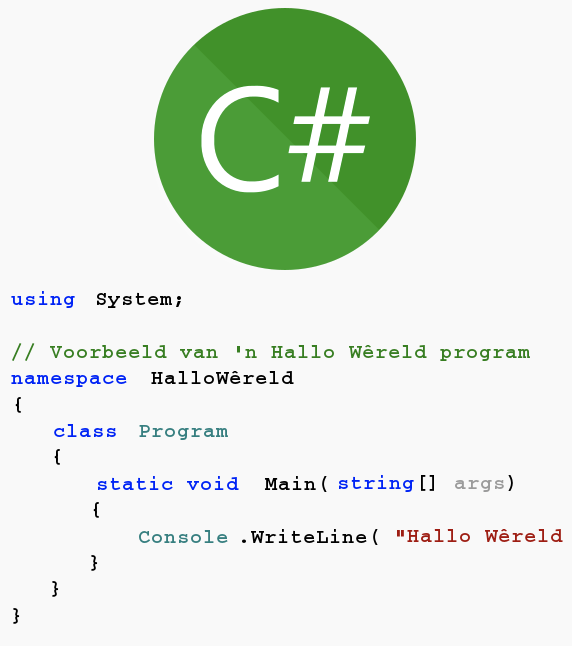 C#
using System;
// Voorbeeld van 'n Hallo Wêreld program
namespace HalloWêreld
{
class Program
{
static void Main( string[] args)
{
Console .WriteLine( "Hallo Wêreld
}
}
}